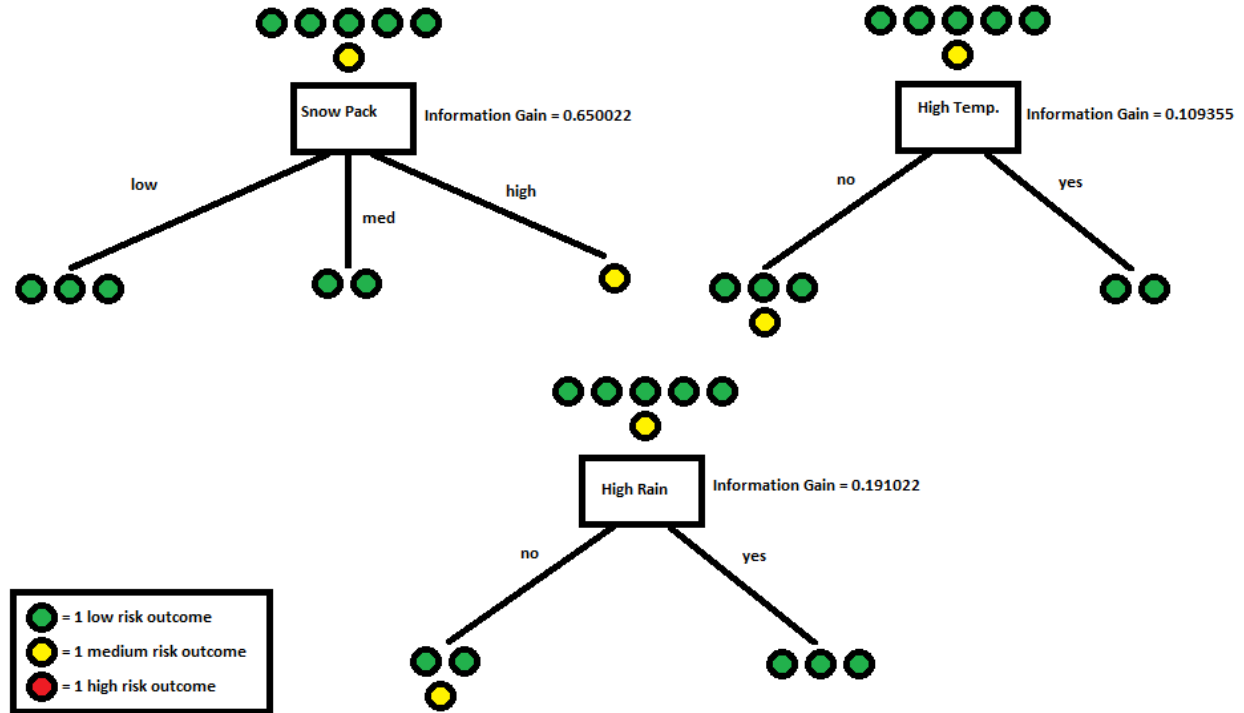 Snow Pack
Information Gain = 0.650022
low
med
high
High Temp.
Information Gain = 0.109355
no
yes
High Rain
Information Gain = 0.191022
no
yes
= 1 low risk outcome
= 1 medium risk outcome
= 1 high risk outcome